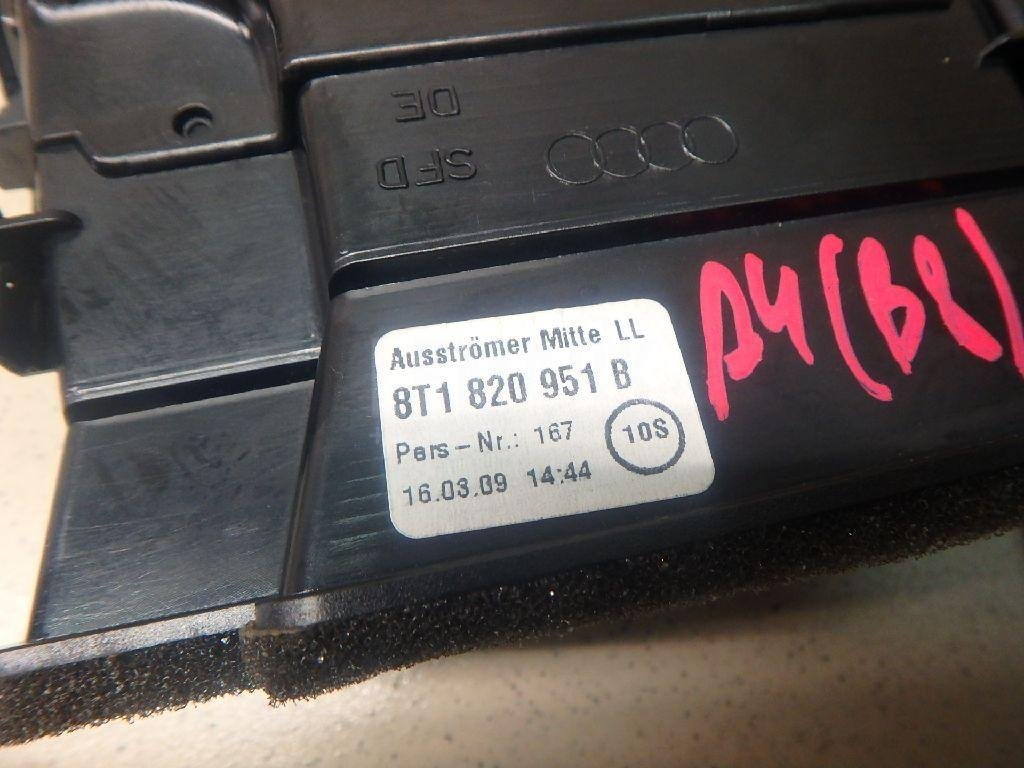 DE
SFD
A4 (B8)
Ausströmer Mitte LL
8T1 820 951 B
Pers-Nr.: 167
10S
16.03.09 14:44